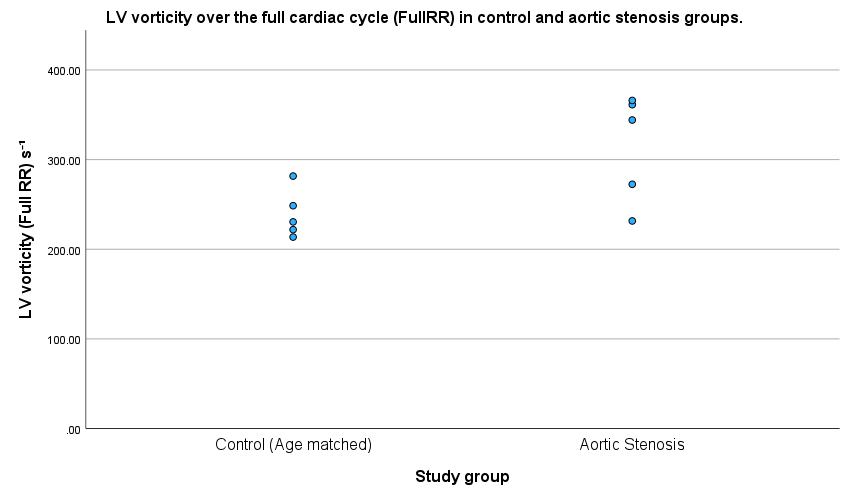 LV vorticity over the full cardiac cycle (FullRR) in control and aortic stenosis groups.
LV vorticity (Full RR) s⁻¹
400.00
300.00
200.00
100.00
.00
Control (Age matched)
Aortic Stenosis
Study group